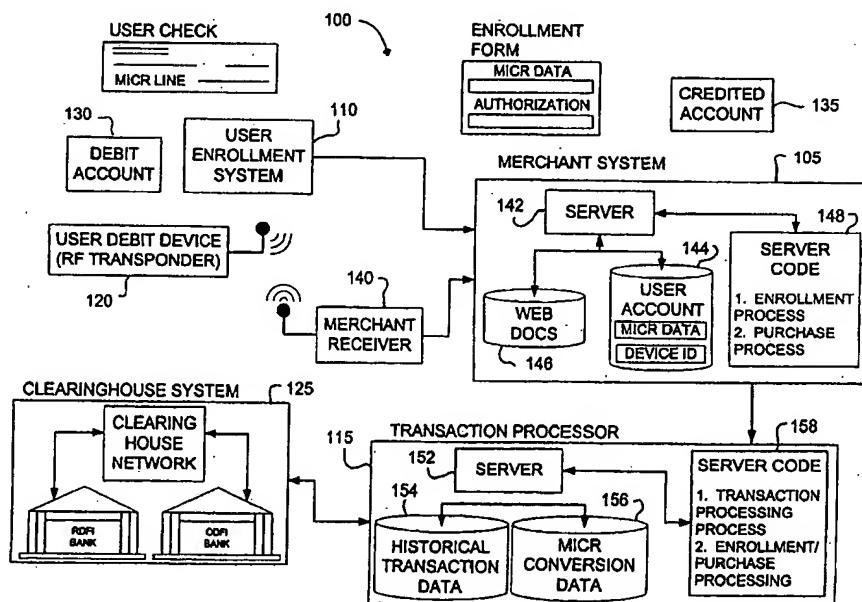 USER CHECK
MICR LINE
100
ENROLLMENT
FORM
MICR DATA
AUTHORIZATION
CREDITED
ACCOUNT
135
130
DEBIT
ACCOUNT
USER
ENROLLMENT
SYSTEM
110
MERCHANT SYSTEM
105
142
SERVER
148
SERVER
CODE
1. ENROLLMENT
PROCESS
2. PURCHASE
PROCESS
144
USER
ACCOUNT
MICR DATA
DEVICE ID
WEB
DOCS
146
USER DEBIT DEVICE
(RF TRANSPONDER)
120
140
MERCHANT
RECEIVER
CLEARINGHOUSE SYSTEM
125
CLEARING
HOUSE
NETWORK
RDFI
BANK
ODFI
BANK
TRANSACTION PROCESSOR
115
152
SERVER
158
SERVER CODE
1. TRANSACTION
PROCESSING
PROCESS
2. ENROLLMENT/
PURCHASE
PROCESSING
154
HISTORICAL
TRANSACTION
DATA
156
MICR
CONVERSION
DATA